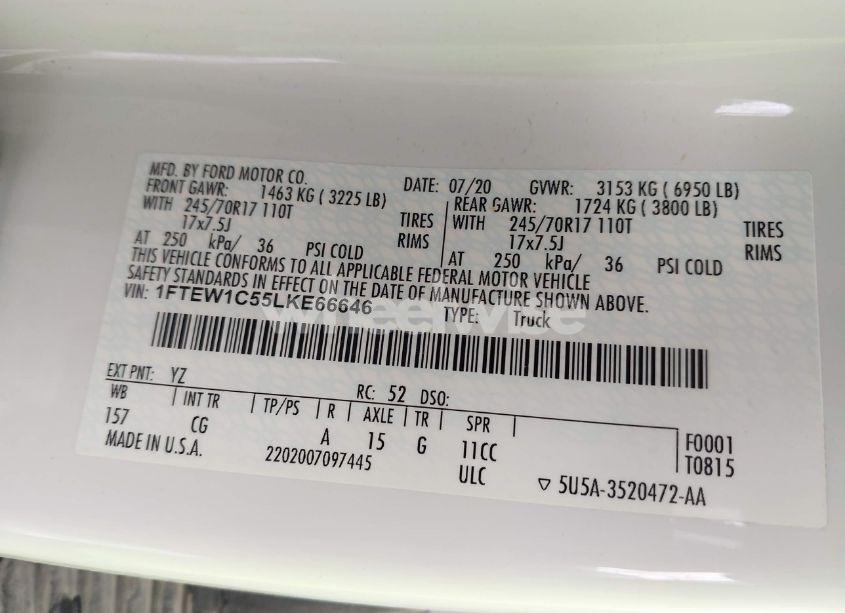 MFD. BY FORD MOTOR CO. DATE: 07/20 GVWR: 3153 KG ( 6950 LB)
FRONT GAWR: 1463 KG ( 3225 LB) REAR GAWR: 1724 KG ( 3800 LB)
WITH 245/70R17 110T TIRES WITH 245/70R17 110T TIRES
17x7.5J RIMS 17x7.5J RIMS
AT 250 kPa/ 36 PSI COLD AT 250 kPa/ 36 PSI COLD
THIS VEHICLE CONFORMS TO ALL APPLICABLE FEDERAL MOTOR VEHICLE
SAFETY STANDARDS IN EFFECT ON THE DATE OF MANUFACTURE SHOWN ABOVE.
VIN: 1FTEW1C55LKE66646 TYPE: Truck
wheelwise
EXT PNT: YZ RC: 52 DSO:
WB INT TR TP/PS R AXLE TR SPR
157 CG A 15 G 11CC F0001
MADE IN U.S.A. 2202007097445 ULC T0815
5U5A-3520472-AA